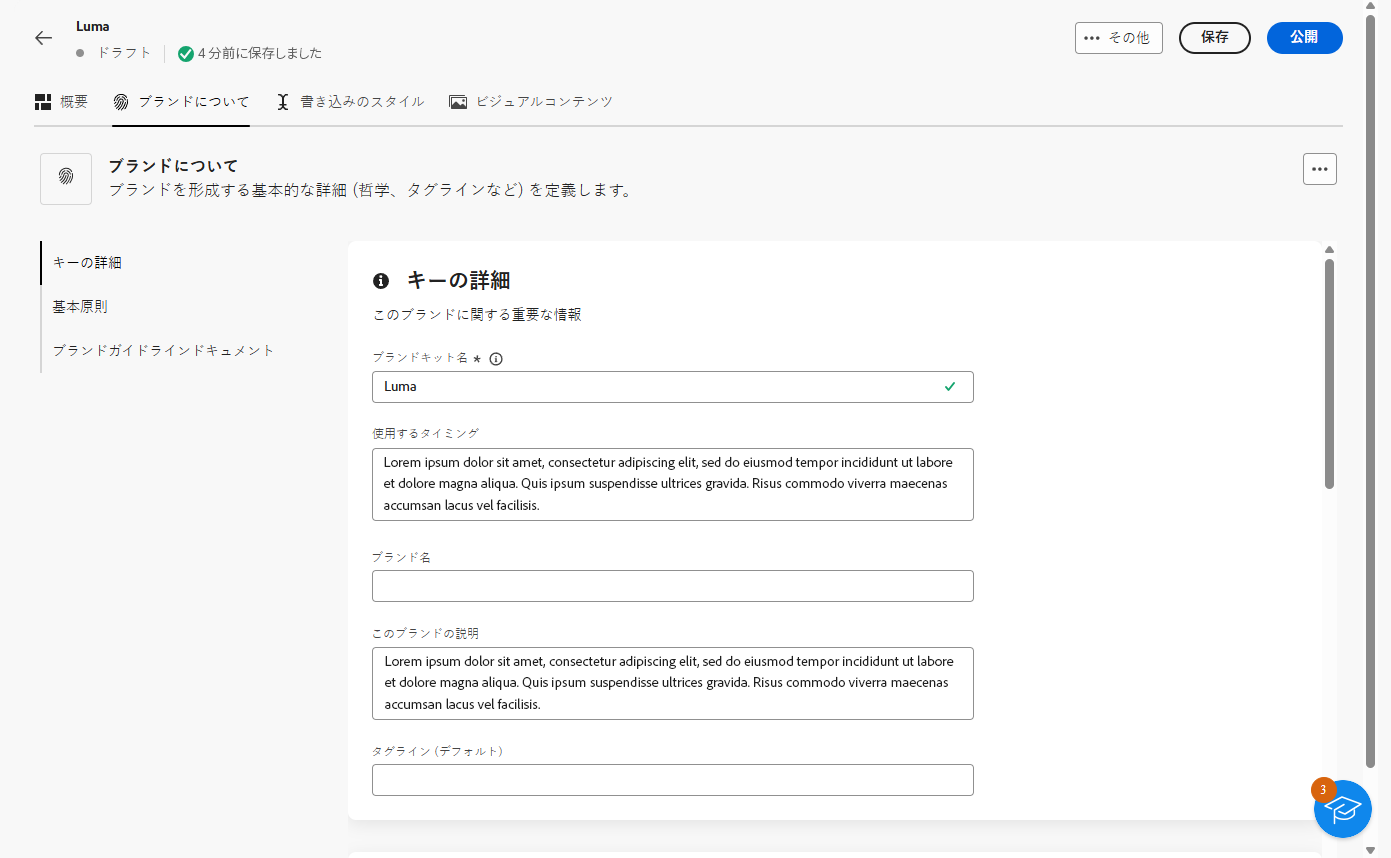 Luma
ドラフト
4 分前に保存しました
その他
保存
公開
概要
ブランドについて
書き込みのスタイル
ビジュアルコンテンツ
ブランドについて
ブランドを形成する基本的な詳細 (哲学、タグラインなど) を定義します。
キーの詳細
基本原則
ブランドガイドラインドキュメント
キーの詳細
このブランドに関する重要な情報
ブランドキット名 *
Luma
使用するタイミング
Lorem ipsum dolor sit amet, consectetur adipiscing elit, sed do eiusmod tempor incididunt ut labore
et dolore magna aliqua. Quis ipsum suspendisse ultrices gravida. Risus commodo viverra maecenas
accumsan lacus vel facilisis.
ブランド名
このブランドの説明
Lorem ipsum dolor sit amet, consectetur adipiscing elit, sed do eiusmod tempor incididunt ut labore
et dolore magna aliqua. Quis ipsum suspendisse ultrices gravida. Risus commodo viverra maecenas
accumsan lacus vel facilisis.
タグライン (デフォルト)
3